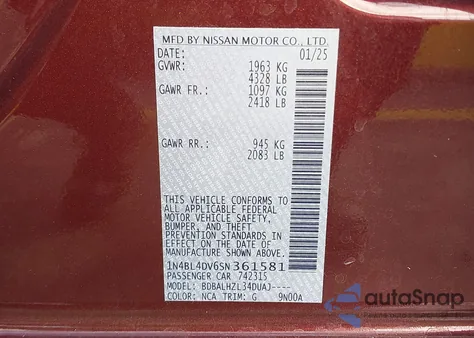 MFD BY NISSAN MOTOR CO., LTD.
DATE: 01/25
GVWR: 1963 KG
4328 LB
GAWR FR.: 1097 KG
2418 LB
GAWR RR.: 945 KG
2083 LB
THIS VEHICLE CONFORMS TO
ALL APPLICABLE FEDERAL
MOTOR VEHICLE SAFETY,
BUMPER, AND THEFT
PREVENTION STANDARDS IN
EFFECT ON THE DATE OF
MANUFACTURE SHOWN ABOVE.
1N4BL4DV6SN361581
PASSENGER CAR 742315
MODEL: BDBALHZL34DUAJ----
COLOR: NCA TRIM: G 9N00A
autoSnap
Powered by AutoBidCar